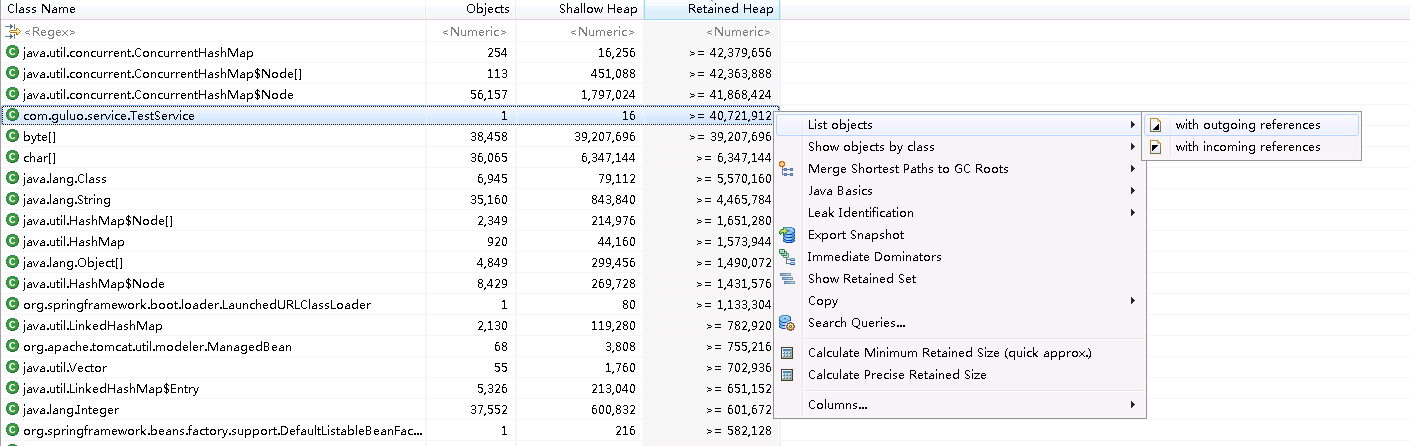 Class Name Objects Shallow Heap Retained Heap
<Regex> <Numeric> <Numeric> <Numeric>
java.util.concurrent.ConcurrentHashMap 254 16,256 >= 42,379,656
java.util.concurrent.ConcurrentHashMap$Node[] 113 451,088 >= 42,363,888
java.util.concurrent.ConcurrentHashMap$Node 56,157 1,797,024 >= 41,868,424
com.guluo.service.TestService 1 16 >= 40,721,912
byte[] 38,458 39,207,696 >= 39,207,696
char[] 36,065 6,347,144 >= 6,347,144
java.lang.Class 6,945 79,112 >= 5,570,160
java.lang.String 35,160 843,840 >= 4,465,784
java.util.HashMap$Node[] 2,349 214,976 >= 1,651,280
java.util.HashMap 920 44,160 >= 1,573,944
java.lang.Object[] 4,849 299,456 >= 1,490,072
java.util.HashMap$Node 8,429 269,728 >= 1,431,576
org.springframework.boot.loader.LaunchedURLClassLoader 1 80 >= 1,133,304
java.util.LinkedHashMap 2,130 119,280 >= 782,920
org.apache.tomcat.util.modeler.ManagedBean 68 3,808 >= 755,216
java.util.Vector 55 1,760 >= 702,936
java.util.LinkedHashMap$Entry 5,326 213,040 >= 651,152
java.lang.Integer 37,552 600,832 >= 601,672
org.springframework.beans.factory.support.DefaultListableBeanFac... 1 216 >= 582,128
List objects
Show objects by class
Merge Shortest Paths to GC Roots
Java Basics
Leak Identification
Export Snapshot
Immediate Dominators
Show Retained Set
Copy
Search Queries...
Calculate Minimum Retained Size (quick approx.)
Calculate Precise Retained Size
Columns...
with outgoing references
with incoming references